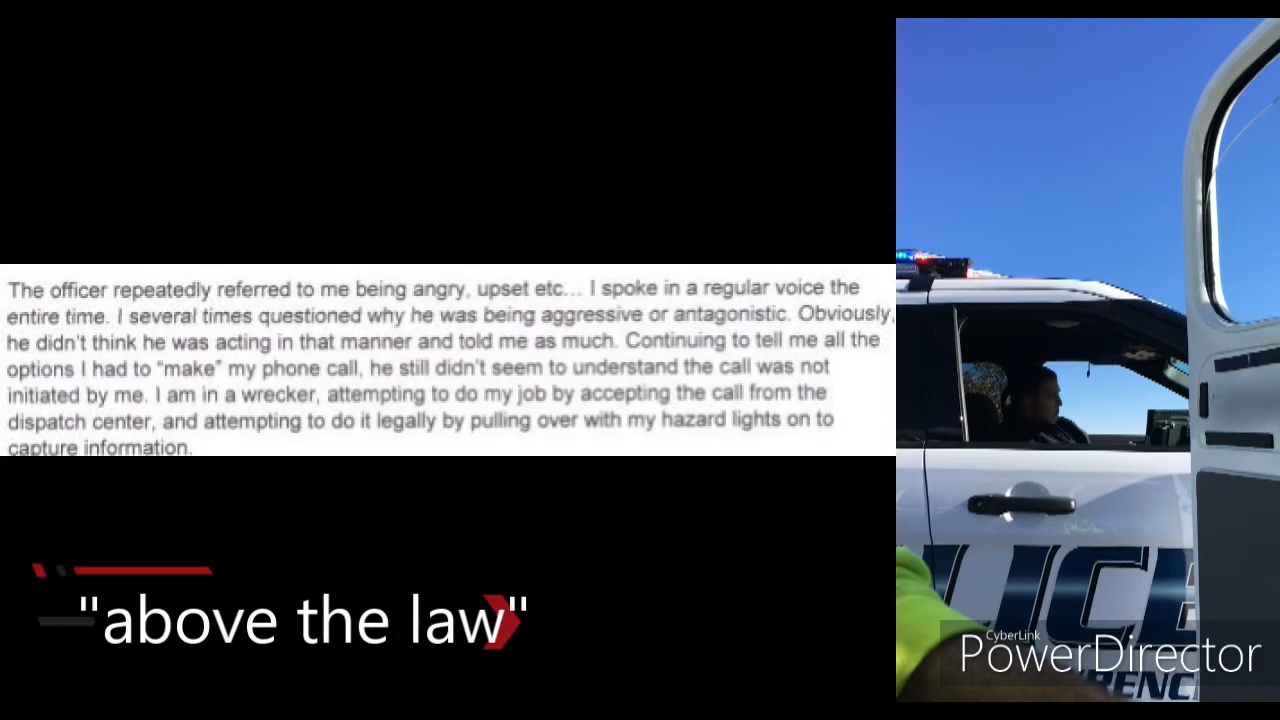 The officer repeatedly referred to me being angry, upset etc... I spoke in a regular voice the
entire time. I several times questioned why he was being aggressive or antagonistic. Obviously,
he didn't think he was acting in that manner and told me as much. Continuing to tell me all the
options I had to “make” my phone call, he still didn't seem to understand the call was not
initiated by me. I am in a wrecker, attempting to do my job by accepting the call from the
dispatch center, and attempting to do it legally by pulling over with my hazard lights on to
capture information.
"above the law"
LICE
CyberLink
PowerDirector
RENC